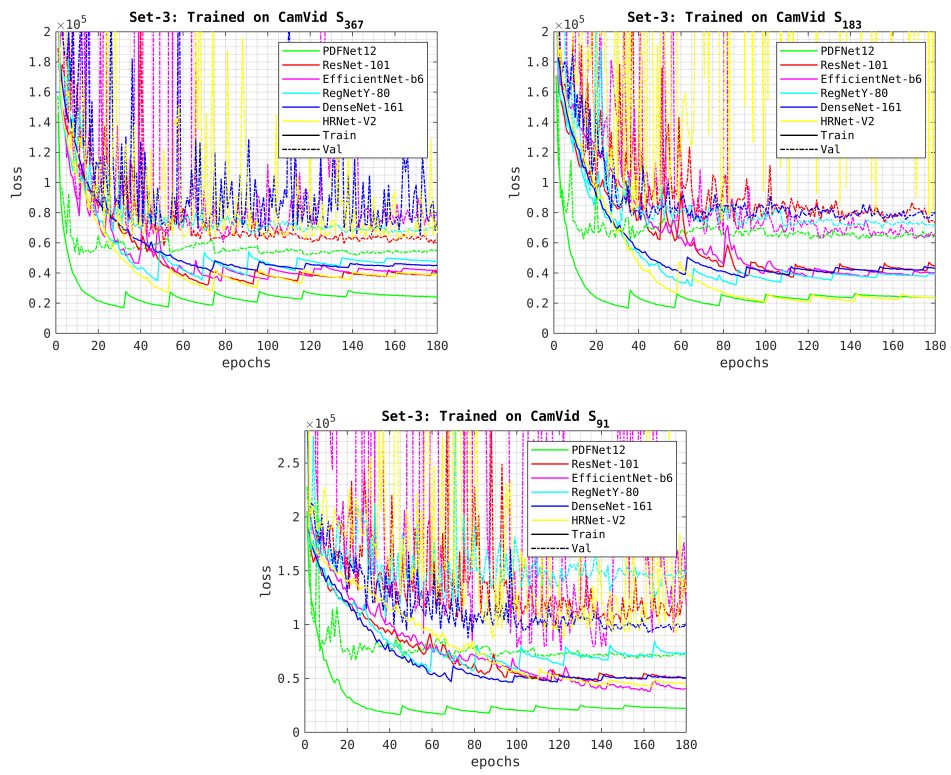 Set-3: Trained on CamVid S367
×10^5
2
1.8
1.6
1.4
1.2
1
0.8
0.6
0.4
0.2
0
loss
0 20 40 60 80 100 120 140 160 180
epochs
PDFNet12
ResNet-101
EfficientNet-b6
RegNetY-80
DenseNet-161
HRNet-V2
Train
Val
Set-3: Trained on CamVid S183
×10^5
2
1.8
1.6
1.4
1.2
1
0.8
0.6
0.4
0.2
0
loss
0 20 40 60 80 100 120 140 160 180
epochs
PDFNet12
ResNet-101
EfficientNet-b6
RegNetY-80
DenseNet-161
HRNet-V2
Train
Val
Set-3: Trained on CamVid S91
×10^5
2.5
2
1.5
1
0.5
0
loss
0 20 40 60 80 100 120 140 160 180
epochs
PDFNet12
ResNet-101
EfficientNet-b6
RegNetY-80
DenseNet-161
HRNet-V2
Train
Val